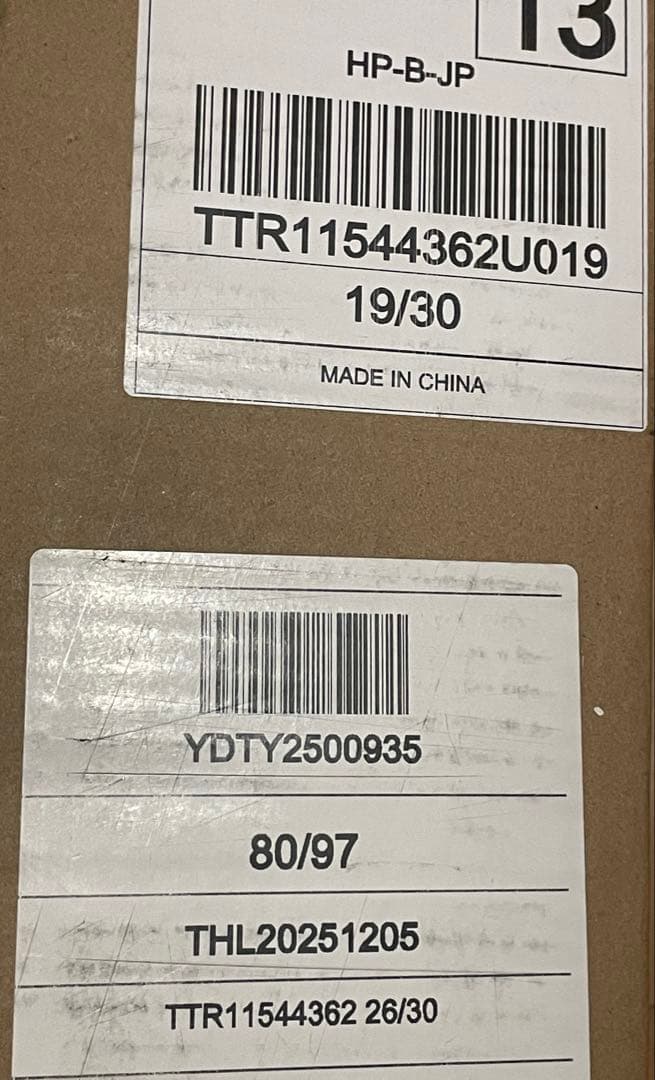 13
HP-B-JP
TTR11544362U019
19/30
MADE IN CHINA
YDTY2500935
80/97
THL20251205
TTR11544362 26/30